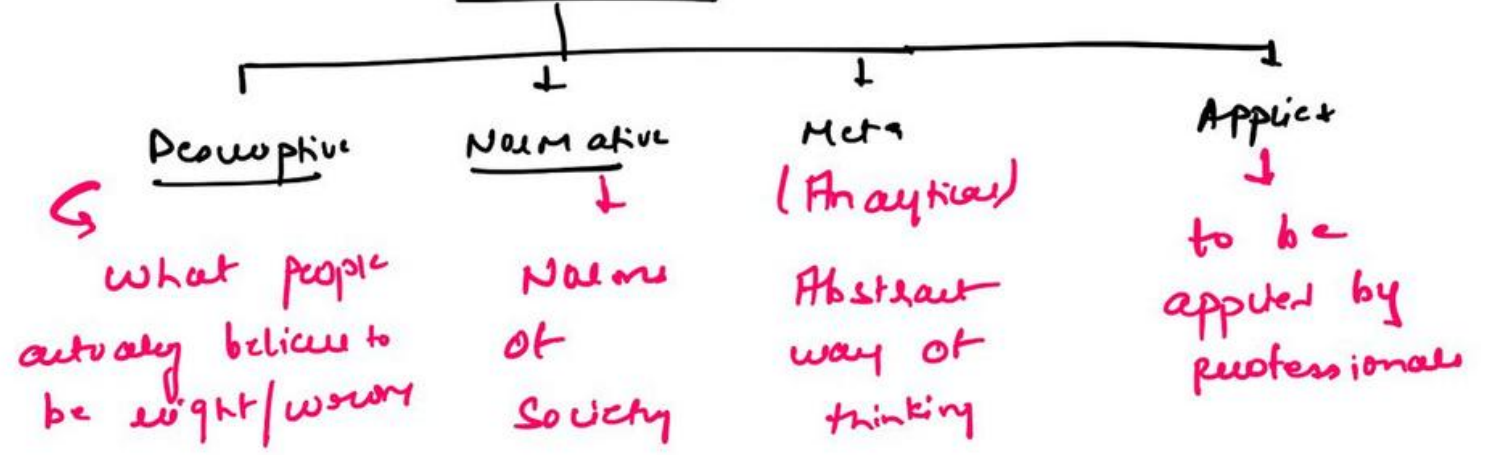 Descriptive
what people
actually believe to
be right/wrong
Normative
Norms
of
Society
Meta
(Analytical)
Abstract
way of
thinking
Applied
to be
applied by
professionals